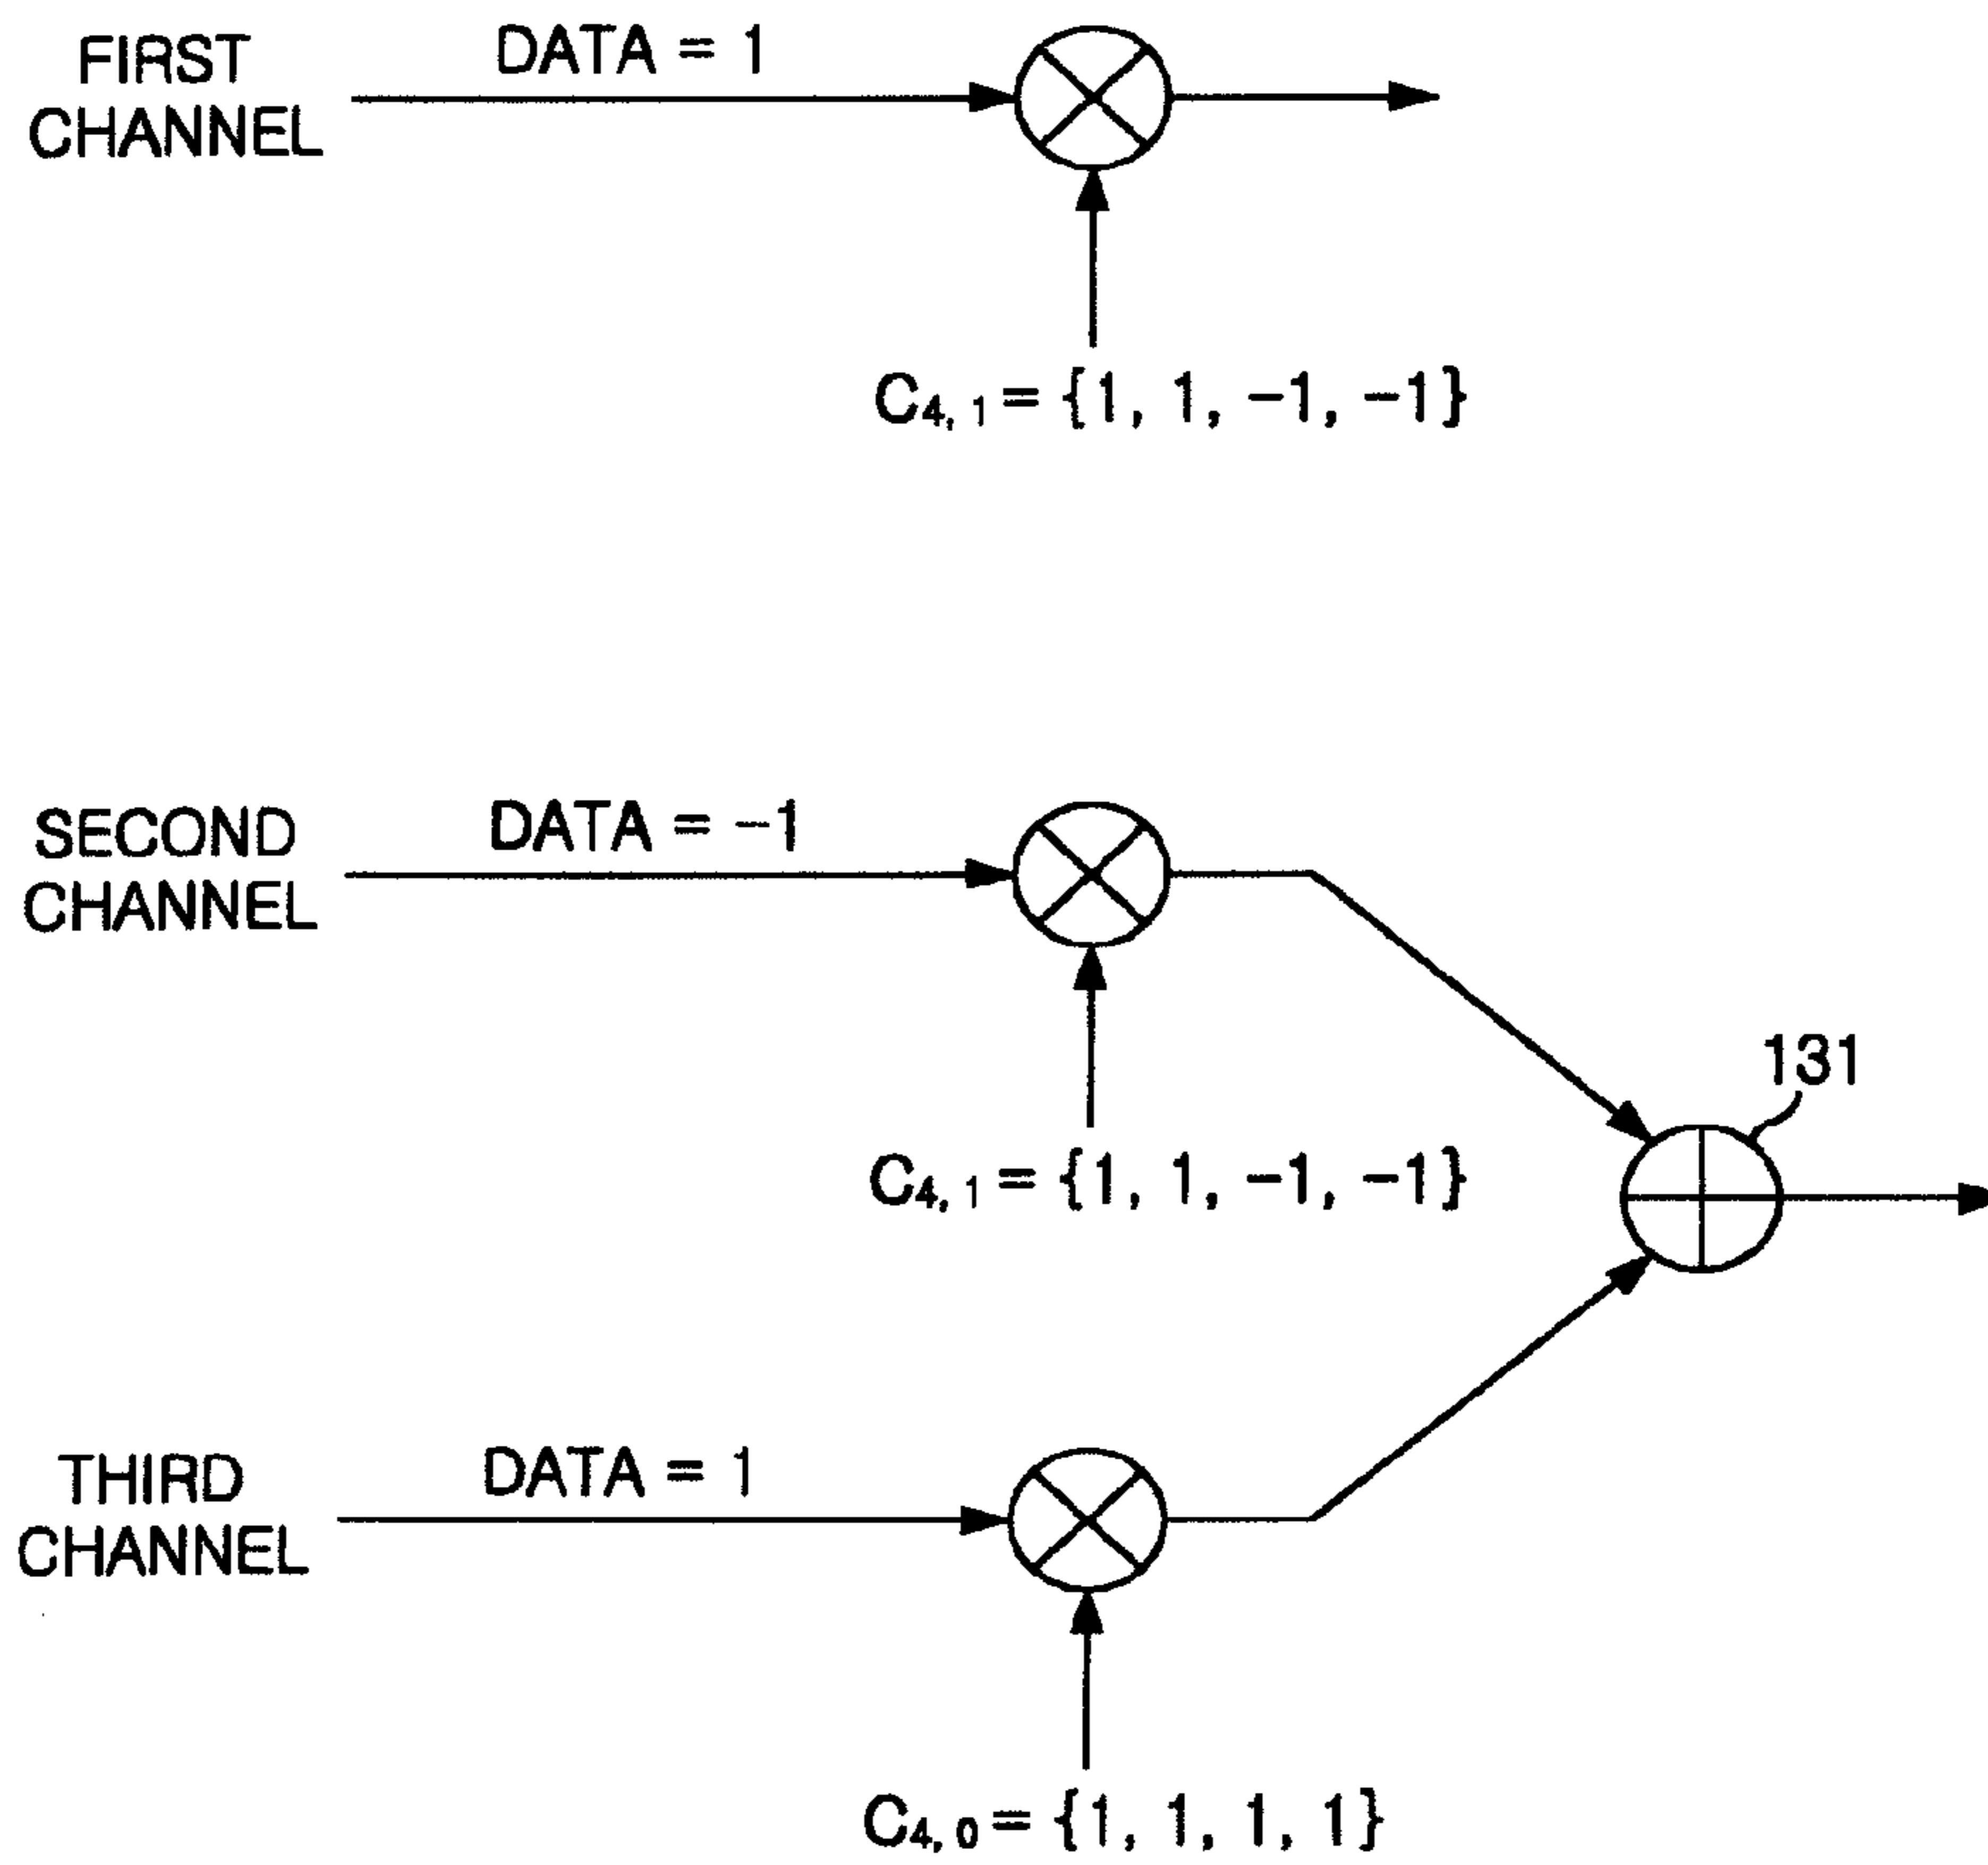 FIRST
CHANNEL
DATA = 1
C4, 1 = {1, 1, -1, -1}
SECOND
CHANNEL
DATA = -1
C4, 1 = {1, 1, -1, -1}
131
THIRD
CHANNEL
DATA = 1
C4, 0 = {1, 1, 1, 1}